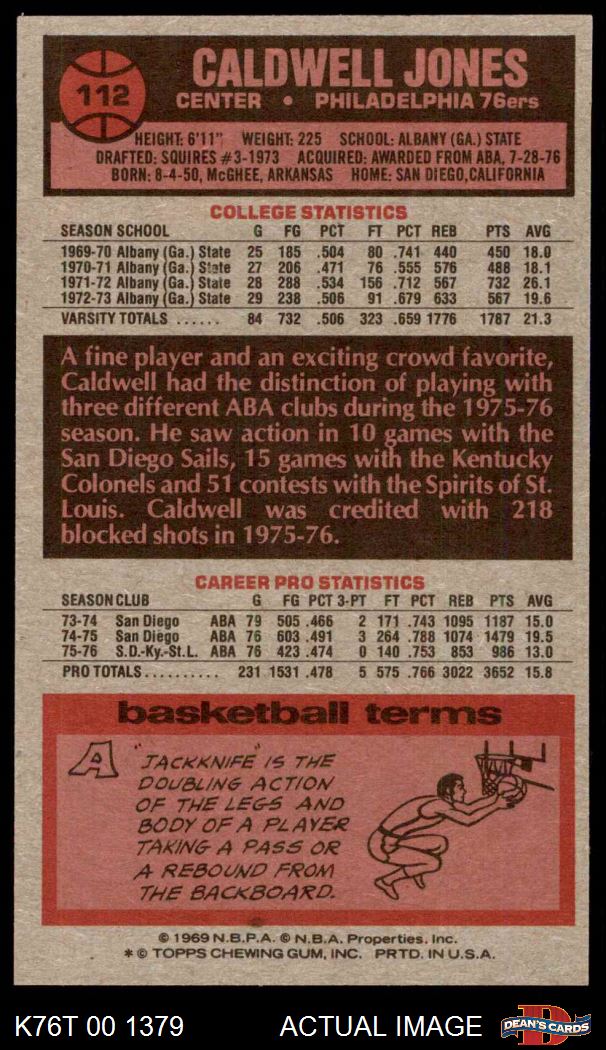 112
CALDWELL JONES
CENTER • PHILADELPHIA 76ers
HEIGHT: 6'11" WEIGHT: 225 SCHOOL: ALBANY (GA.) STATE
DRAFTED: SQUIRES #3-1973 ACQUIRED: AWARDED FROM ABA, 7-28-76
BORN: 8-4-50, McGHEE, ARKANSAS HOME: SAN DIEGO, CALIFORNIA
COLLEGE STATISTICS
SEASON SCHOOL G FG PCT FT PCT REB PTS AVG
1969-70 Albany (Ga.) State 25 185 .504 80 .741 440 450 18.0
1970-71 Albany (Ga.) State 27 206 .471 76 .555 576 488 18.1
1971-72 Albany (Ga.) State 28 288 .534 156 .712 567 732 26.1
1972-73 Albany (Ga.) State 29 238 .506 91 .679 633 567 19.6
VARSITY TOTALS ...... 84 732 .506 323 .659 1776 1787 21.3
A fine player and an exciting crowd favorite,
Caldwell had the distinction of playing with
three different ABA clubs during the 1975-76
season. He saw action in 10 games with the
San Diego Sails, 15 games with the Kentucky
Colonels and 51 contests with the Spirits of St.
Louis. Caldwell was credited with 218
blocked shots in 1975-76.
CAREER PRO STATISTICS
SEASON CLUB G FG PCT 3-PT FT PCT REB PTS AVG
73-74 San Diego ABA 79 505 .466 2 171 .743 1095 1187 15.0
74-75 San Diego ABA 76 603 .491 3 264 .788 1074 1479 19.5
75-76 S.D.-Ky.-St.L. ABA 76 423 .474 0 140 .753 853 986 13.0
PRO TOTALS.......... 231 1531 .478 5 575 .766 3022 3652 15.8
basketball terms
A "JACKKNIFE" IS THE
DOUBLING ACTION
OF THE LEGS AND
BODY OF A PLAYER
TAKING A PASS OR
A REBOUND FROM
THE BACKBOARD.
© 1969 N.B.P.A. © N.B.A. Properties, Inc.
* © TOPPS CHEWING GUM, INC. PRTD. IN U.S.A.
K76T 00 1379 ACTUAL IMAGE D DEAN'S CARDS